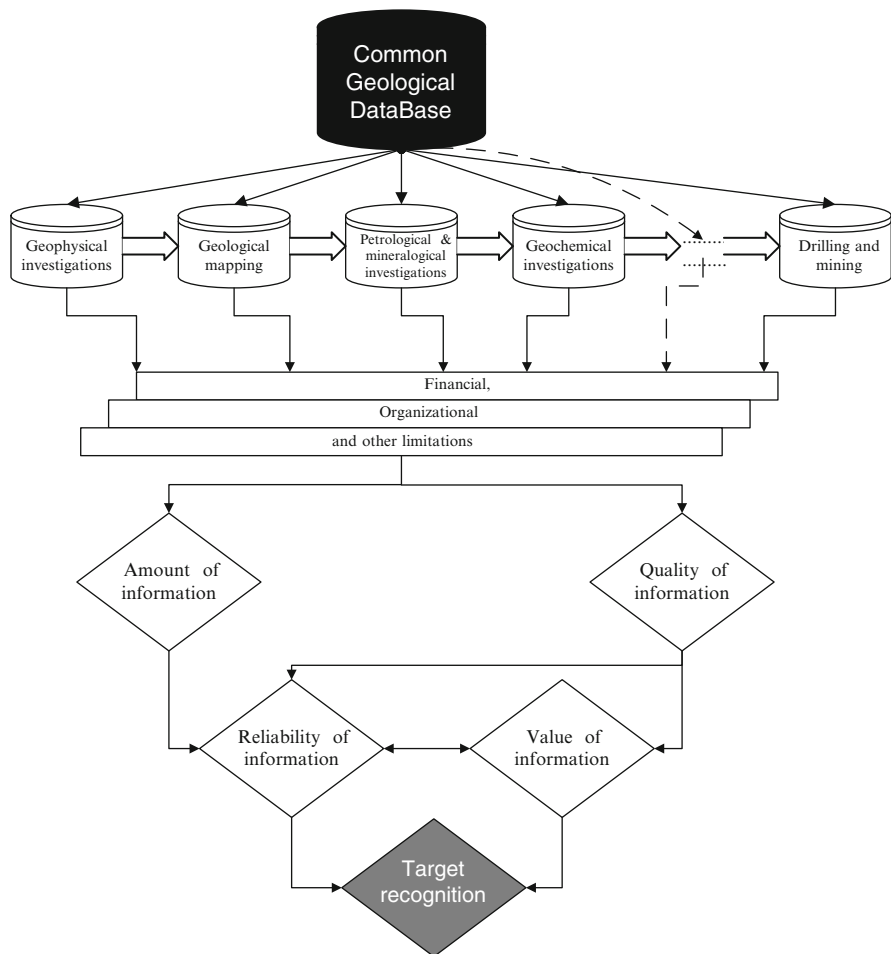 Common
Geological
DataBase
Geophysical
investigations
Geological
mapping
Petrological &
mineralogical
investigations
Geochemical
investigations
Drilling and
mining
Financial,
Organizational
and other limitations
Amount of
information
Quality of
information
Reliability of
information
Value of
information
Target
recognition